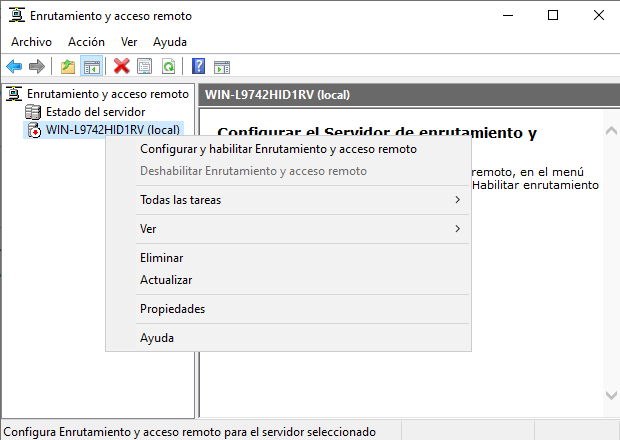 Enrutamiento y acceso remoto
Archivo Acción Ver Ayuda
Enrutamiento y acceso remoto
Estado del servidor
WIN-L9742HID1RV (local)
WIN-L9742HID1RV (local)
Configurar el Servidor de enrutamiento y
remoto, en el menú
Habilitar enrutamiento
Configurar y habilitar Enrutamiento y acceso remoto
Deshabilitar Enrutamiento y acceso remoto
Todas las tareas
Ver
Eliminar
Actualizar
Propiedades
Ayuda
Configura Enrutamiento y acceso remoto para el servidor seleccionado